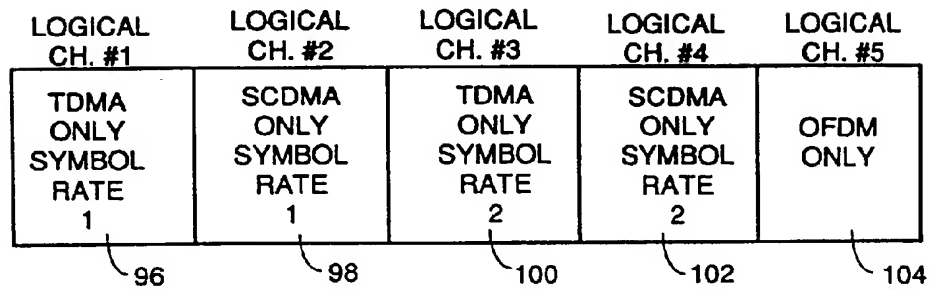 LOGICAL CH. #1
LOGICAL CH. #2
LOGICAL CH. #3
LOGICAL CH. #4
LOGICAL CH. #5
TDMA
ONLY
SYMBOL
RATE
1
SCDMA
ONLY
SYMBOL
RATE
1
TDMA
ONLY
SYMBOL
RATE
2
SCDMA
ONLY
SYMBOL
RATE
2
OFDM
ONLY
96
98
100
102
104